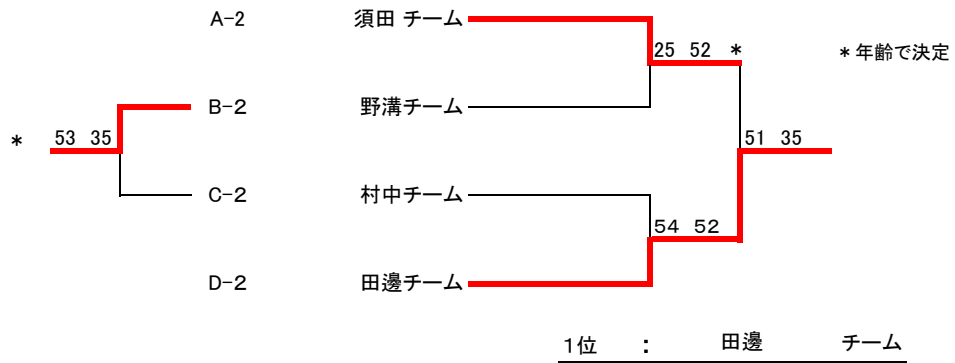 A-2 須田 チーム
25 52 *
* 年齢で決定
B-2 野溝チーム
* 53 35
51 35
C-2 村中チーム
54 52
D-2 田邊チーム
1位 : 田邊 チーム